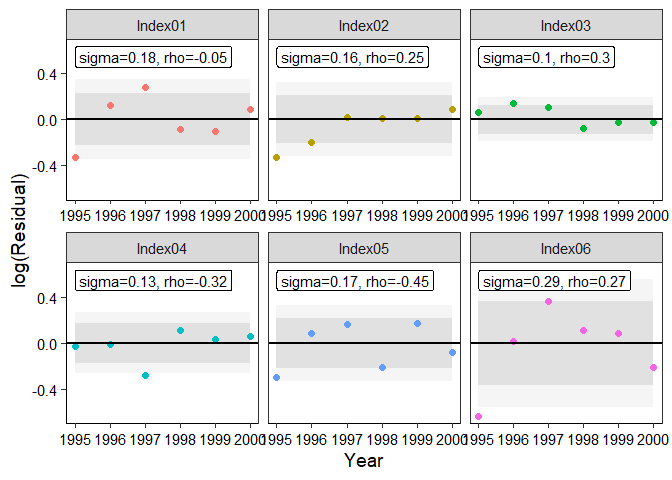 Index01 Index02 Index03
sigma=0.18, rho=-0.05 sigma=0.16, rho=0.25 sigma=0.1, rho=0.3
0.4
0.0
-0.4
1995 1996 1997 1998 1999 2000 1995 1996 1997 1998 1999 2000 1995 1996 1997 1998 1999 2000
log(Residual)
Index04 Index05 Index06
sigma=0.13, rho=-0.32 sigma=0.17, rho=-0.45 sigma=0.29, rho=0.27
0.4
0.0
-0.4
1995 1996 1997 1998 1999 2000 1995 1996 1997 1998 1999 2000 1995 1996 1997 1998 1999 2000
Year